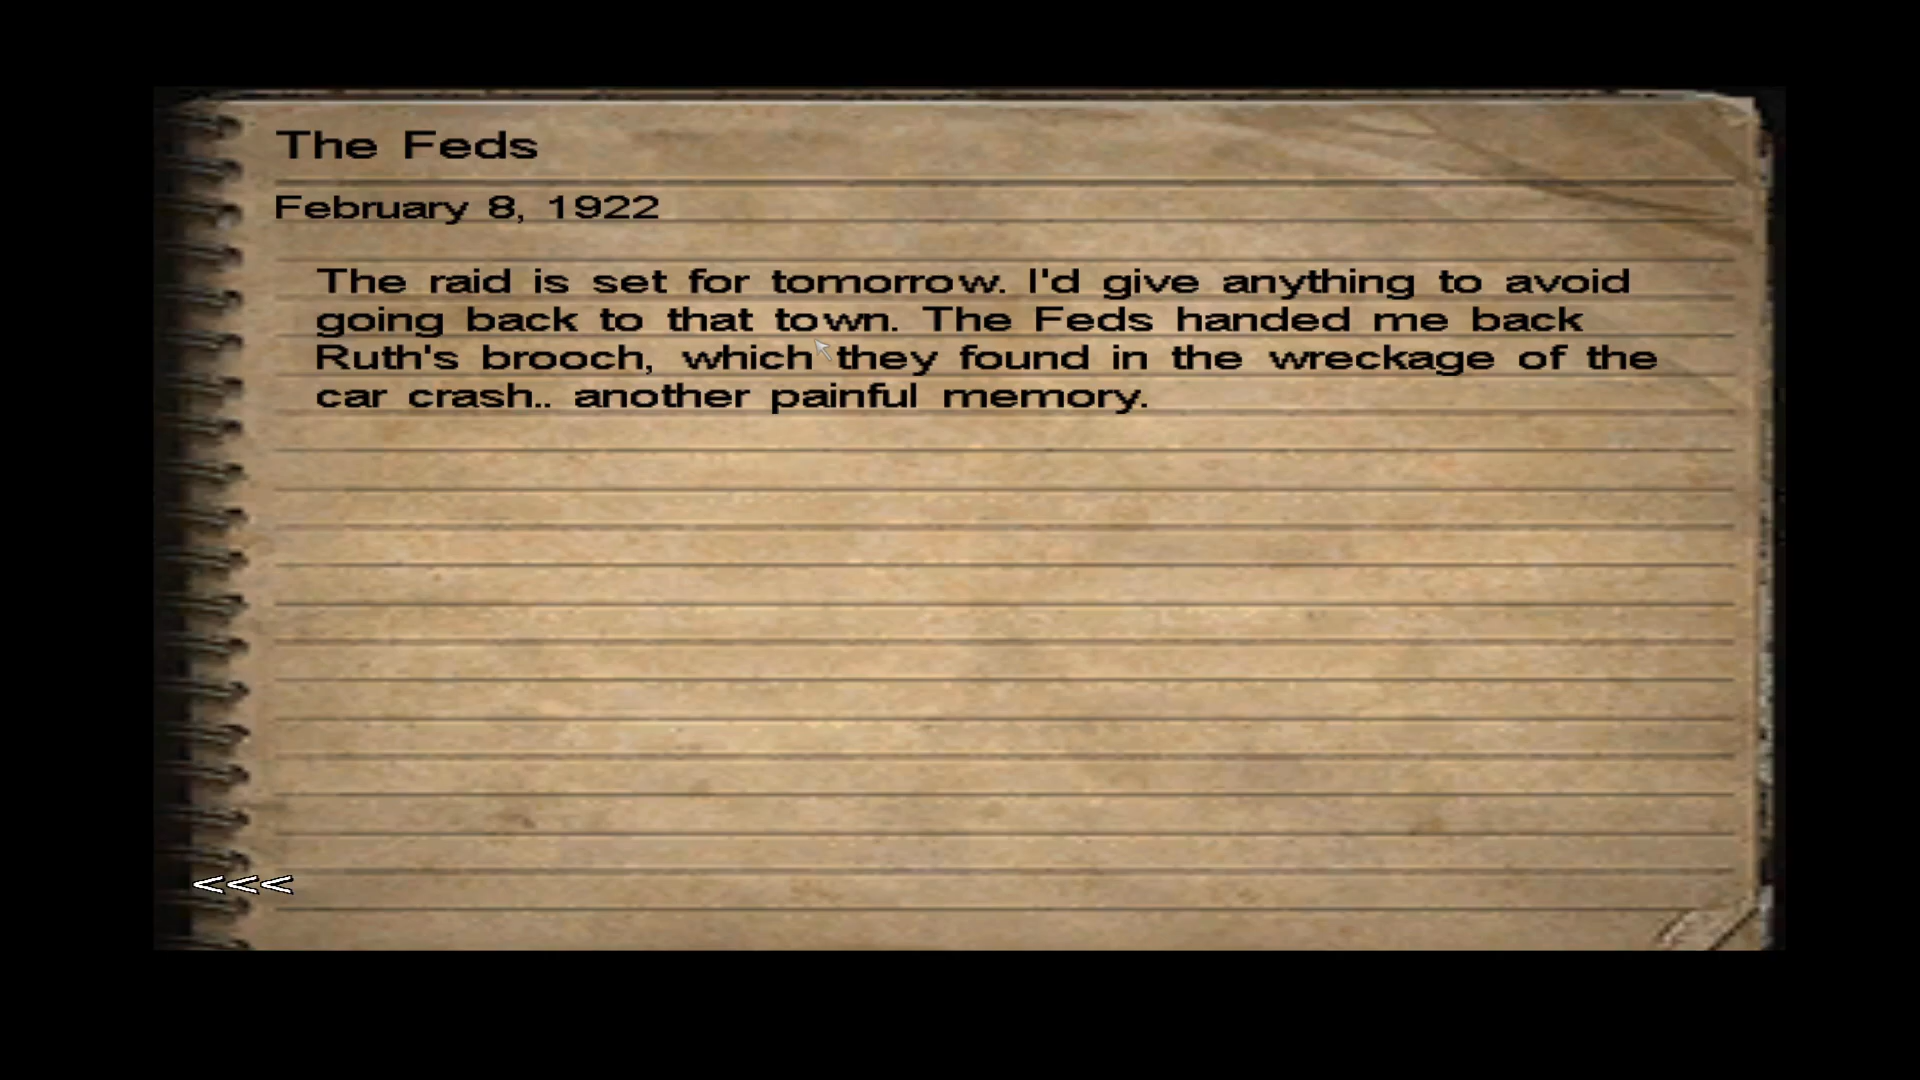 The Feds
February 8, 1922
The raid is set for tomorrow. I'd give anything to avoid
going back to that town. The Feds handed me back
Ruth's brooch, which they found in the wreckage of the
car crash.. another painful memory.
<<<